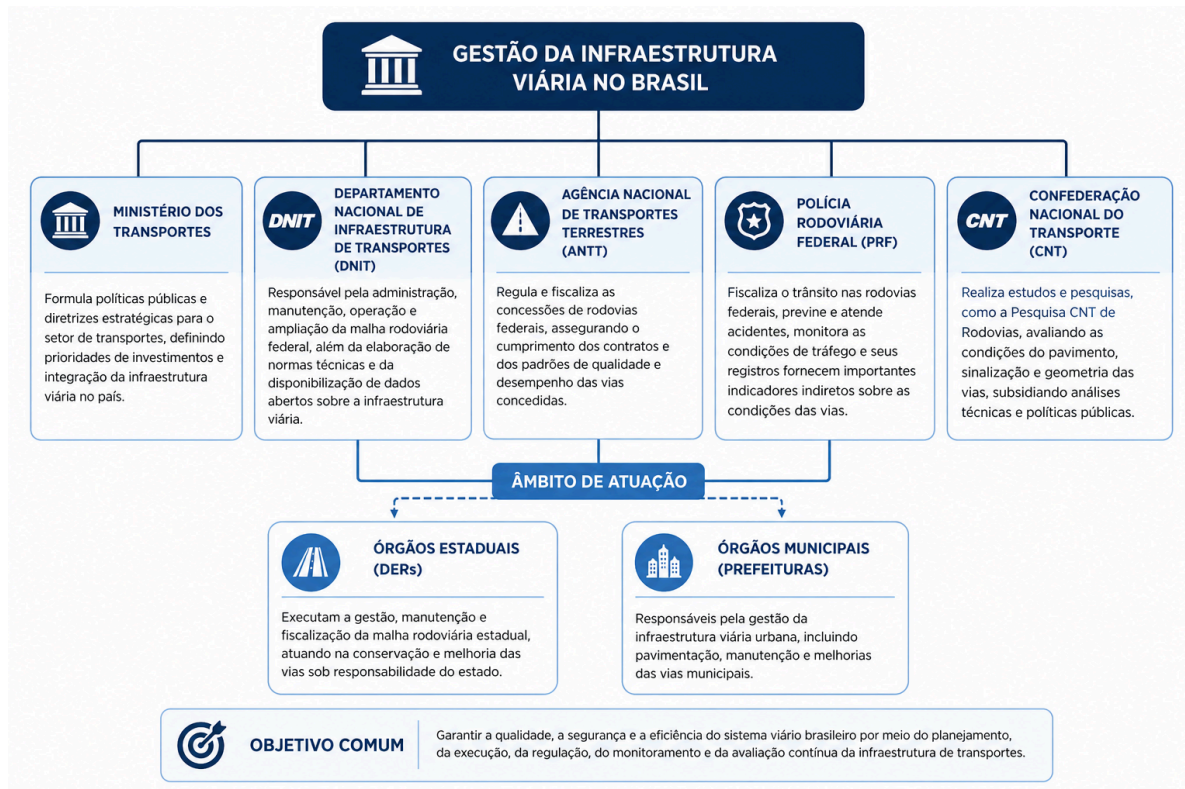 GESTÃO DA INFRAESTRUTURA
VIÁRIA NO BRASIL
MINISTÉRIO DOS
TRANSPORTES
Formula políticas públicas e
diretrizes estratégicas para o
setor de transportes, definindo
prioridades de investimentos e
integração da infraestrutura
viária no país.
DNIT
DEPARTAMENTO
NACIONAL DE
INFRAESTRUTURA
DE TRANSPORTES
(DNIT)
Responsável pela administração,
manutenção, operação e
ampliação da malha rodoviária
federal, além da elaboração de
normas técnicas e da
disponibilização de dados
abertos sobre a infraestrutura
viária.
AGÊNCIA NACIONAL
DE TRANSPORTES
TERRESTRES
(ANTT)
Regula e fiscaliza as
concessões de rodovias
federais, assegurando o
cumprimento dos contratos e
dos padrões de qualidade e
desempenho das vias
concedidas.
POLÍCIA
RODOVIÁRIA
FEDERAL (PRF)
Fiscaliza o trânsito nas rodovias
federais, previne e atende
acidentes, monitora as
condições de tráfego e seus
registros fornecem importantes
indicadores indiretos sobre as
condições das vias.
CNT
CONFEDERAÇÃO
NACIONAL DO
TRANSPORTE
(CNT)
Realiza estudos e pesquisas,
como a Pesquisa CNT de
Rodovias, avaliando as
condições do pavimento,
sinalização e geometria das
vias, subsidiando análises
técnicas e políticas públicas.
ÂMBITO DE ATUAÇÃO
ÓRGÃOS ESTADUAIS
(DERs)
Executam a gestão, manutenção e
fiscalização da malha rodoviária estadual,
atuando na conservação e melhoria das
vias sob responsabilidade do estado.
ÓRGÃOS MUNICIPAIS
(PREFEITURAS)
Responsáveis pela gestão da
infraestrutura viária urbana, incluindo
pavimentação, manutenção e melhorias
das vias municipais.
OBJETIVO COMUM
Garantir a qualidade, a segurança e a eficiência do sistema viário brasileiro por meio do planejamento,
da execução, da regulação, do monitoramento e da avaliação contínua da infraestrutura de transportes.